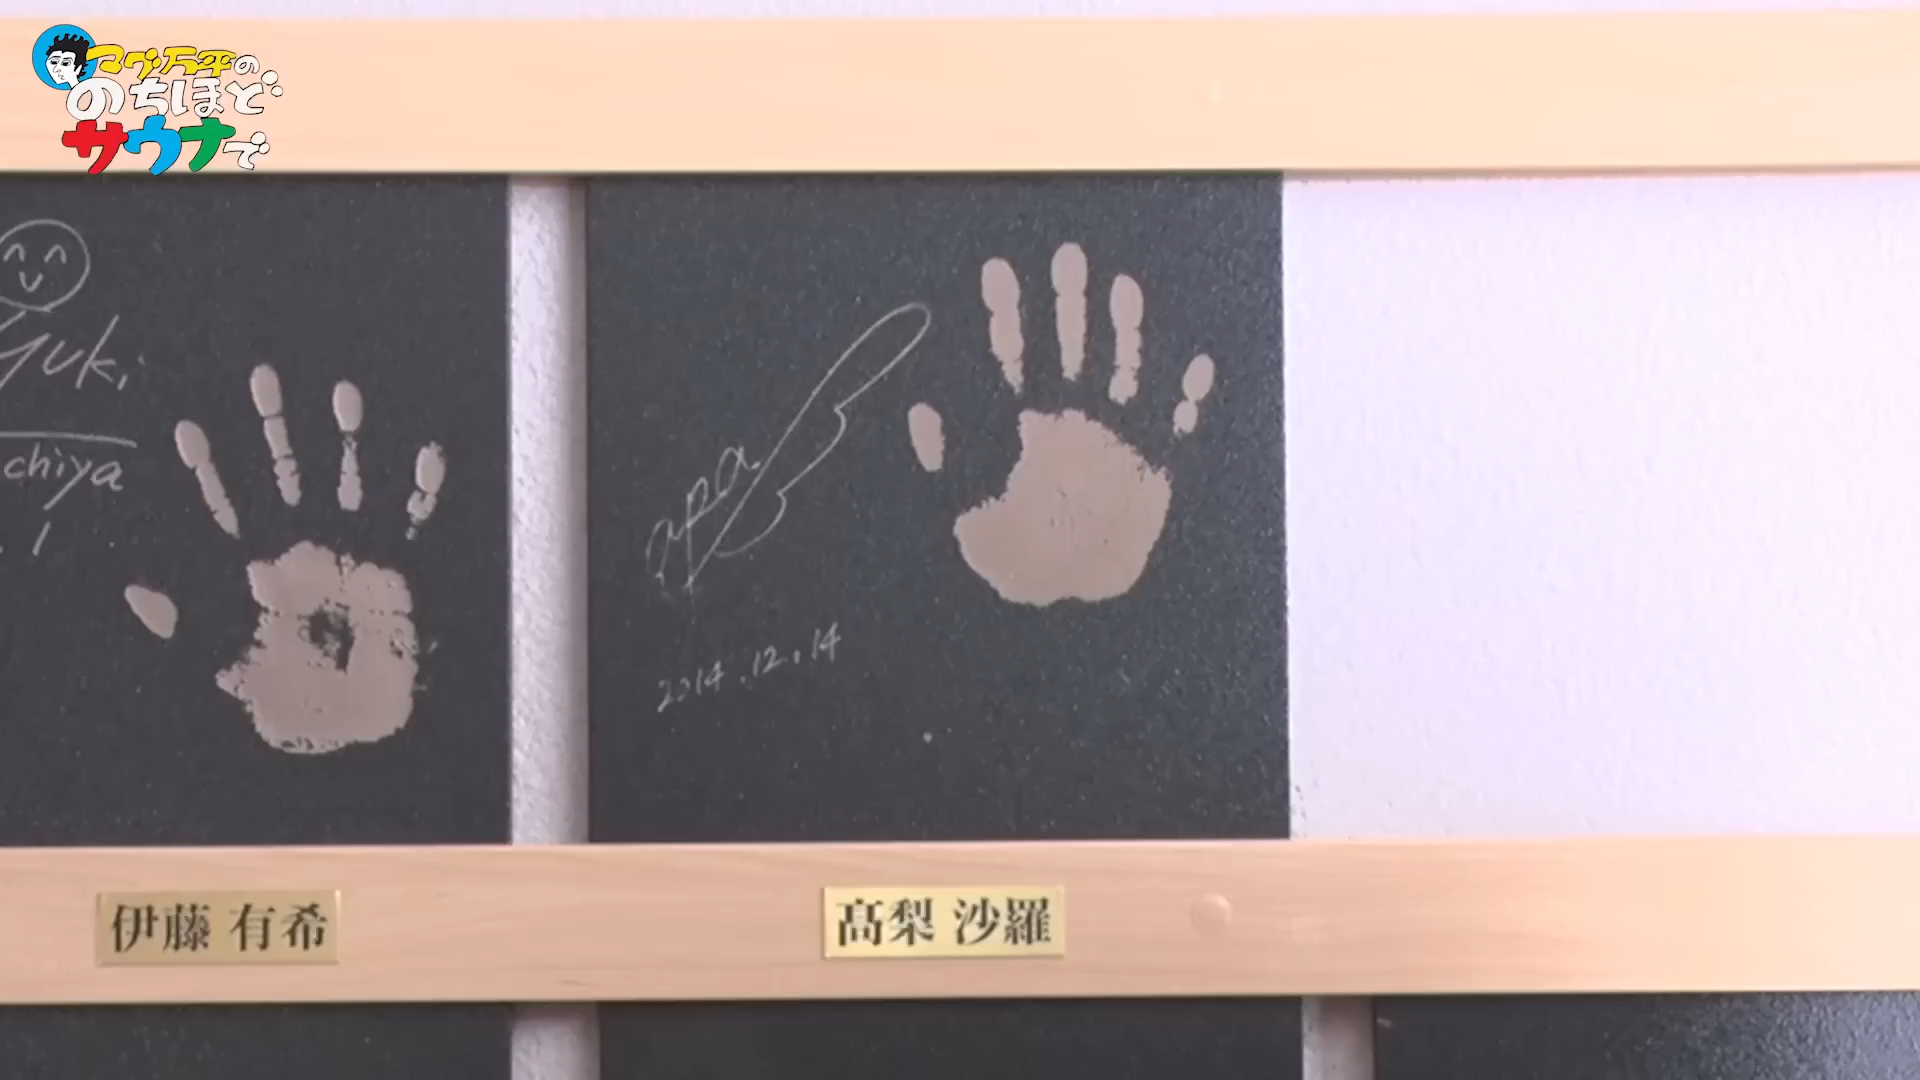 マグ万平の
のちほど
サウナで
Yuki
chiya
. 1
2014.12.14
伊藤 有希
髙梨 沙羅